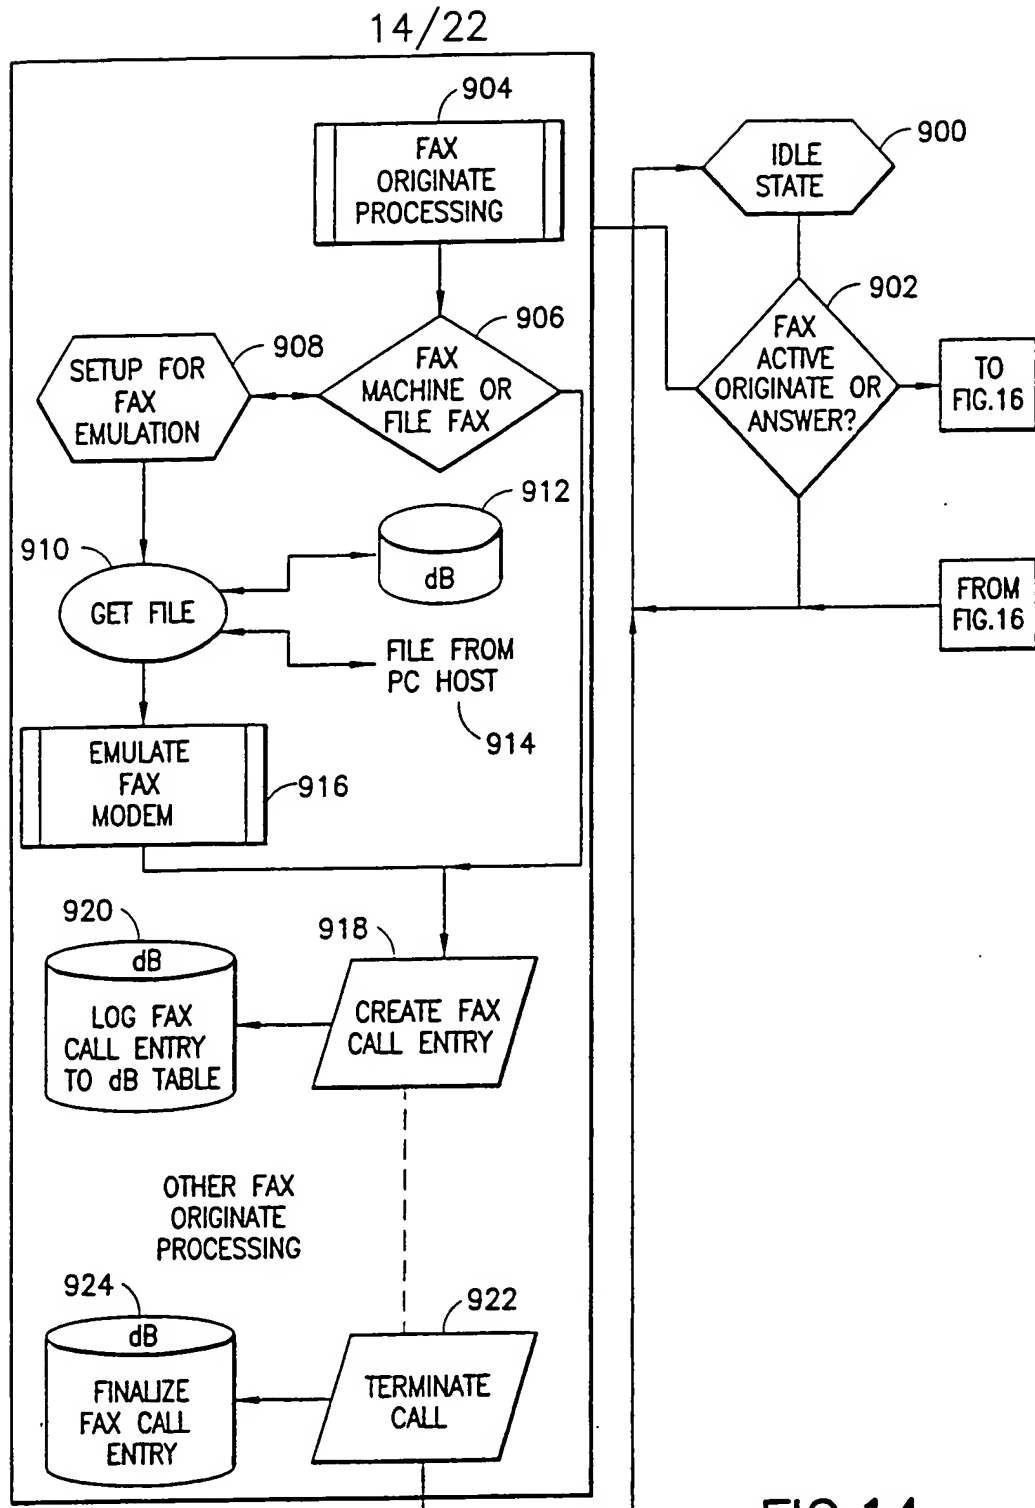 14/22
904
FAX
ORIGINATE
PROCESSING
900
IDLE
STATE
902
FAX
ACTIVE
ORIGINATE OR
ANSWER?
TO
FIG.16
906
FAX
MACHINE OR
FILE FAX
908
SETUP FOR
FAX
EMULATION
912
dB
910
GET FILE
FILE FROM
PC HOST
914
FROM
FIG.16
EMULATE
FAX
MODEM
916
920
dB
LOG FAX
CALL ENTRY
TO dB TABLE
918
CREATE FAX
CALL ENTRY
OTHER FAX
ORIGINATE
PROCESSING
924
dB
FINALIZE
FAX CALL
ENTRY
922
TERMINATE
CALL
FIG.14